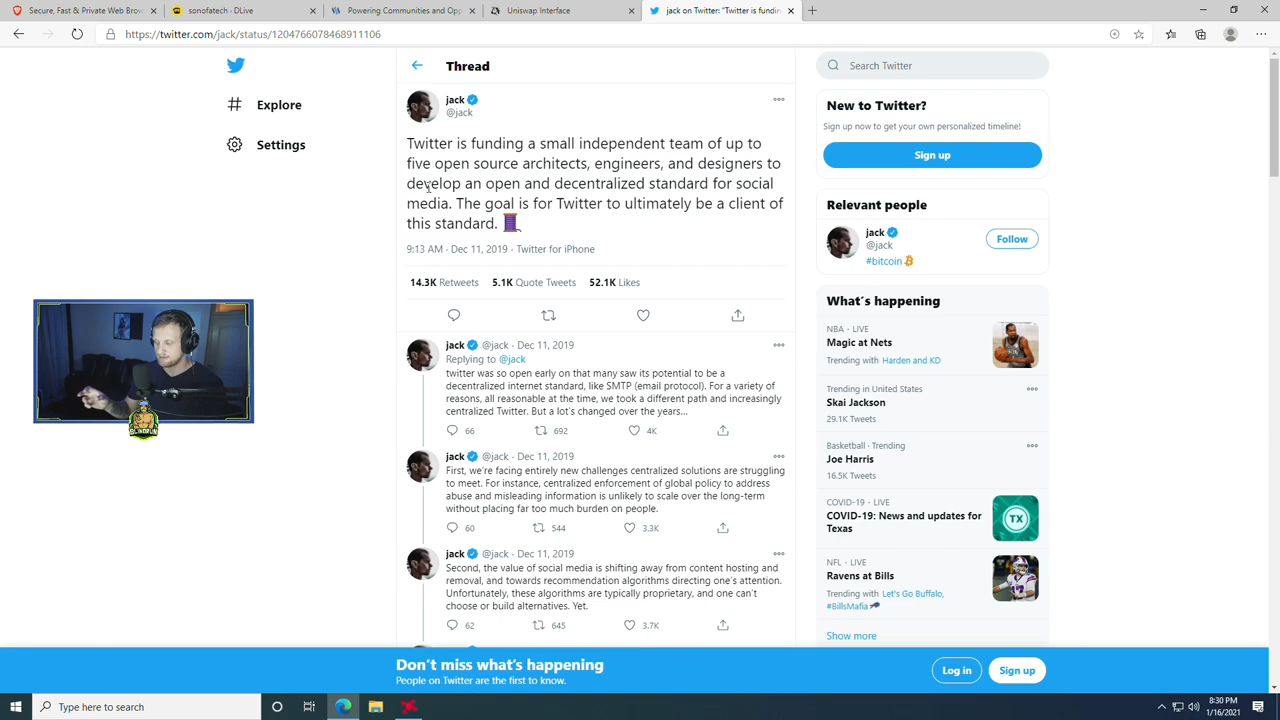 Secure, Fast & Private Web Brow
sonofatech - DLive
Powering Communities and Opp
Uniswap Interface
jack on Twitter: "Twitter is fundin
https://twitter.com/jack/status/1204766078468911106
Explore
Settings
Thread
jack
@jack
Twitter is funding a small independent team of up to
five open source architects, engineers, and designers to
develop an open and decentralized standard for social
media. The goal is for Twitter to ultimately be a client of
this standard.
9:13 AM · Dec 11, 2019 · Twitter for iPhone
14.3K Retweets 5.1K Quote Tweets 52.1K Likes
jack @jack · Dec 11, 2019
Replying to @jack
twitter was so open early on that many saw its potential to be a
decentralized internet standard, like SMTP (email protocol). For a variety of
reasons, all reasonable at the time, we took a different path and increasingly
centralized Twitter. But a lot's changed over the years…
66 692 4K
jack @jack · Dec 11, 2019
First, we're facing entirely new challenges centralized solutions are struggling
to meet. For instance, centralized enforcement of global policy to address
abuse and misleading information is unlikely to scale over the long-term
without placing far too much burden on people.
60 544 3.3K
jack @jack · Dec 11, 2019
Second, the value of social media is shifting away from content hosting and
removal, and towards recommendation algorithms directing one's attention.
Unfortunately, these algorithms are typically proprietary, and one can't
choose or build alternatives. Yet.
62 645 3.7K
Search Twitter
New to Twitter?
Sign up now to get your own personalized timeline!
Sign up
Relevant people
jack
@jack
Follow
#bitcoin
What's happening
NBA · LIVE
Magic at Nets
Trending with Harden and KD
Trending in United States
Skai Jackson
29.1K Tweets
Basketball · Trending
Joe Harris
16.5K Tweets
COVID-19 · LIVE
COVID-19: News and updates for
Texas
TX
NFL · LIVE
Ravens at Bills
Trending with Let's Go Buffalo,
#BillsMafia
Show more
BLINDRUN
Don't miss what's happening
People on Twitter are the first to know.
Log in
Sign up
Type here to search
8:30 PM
1/16/2021